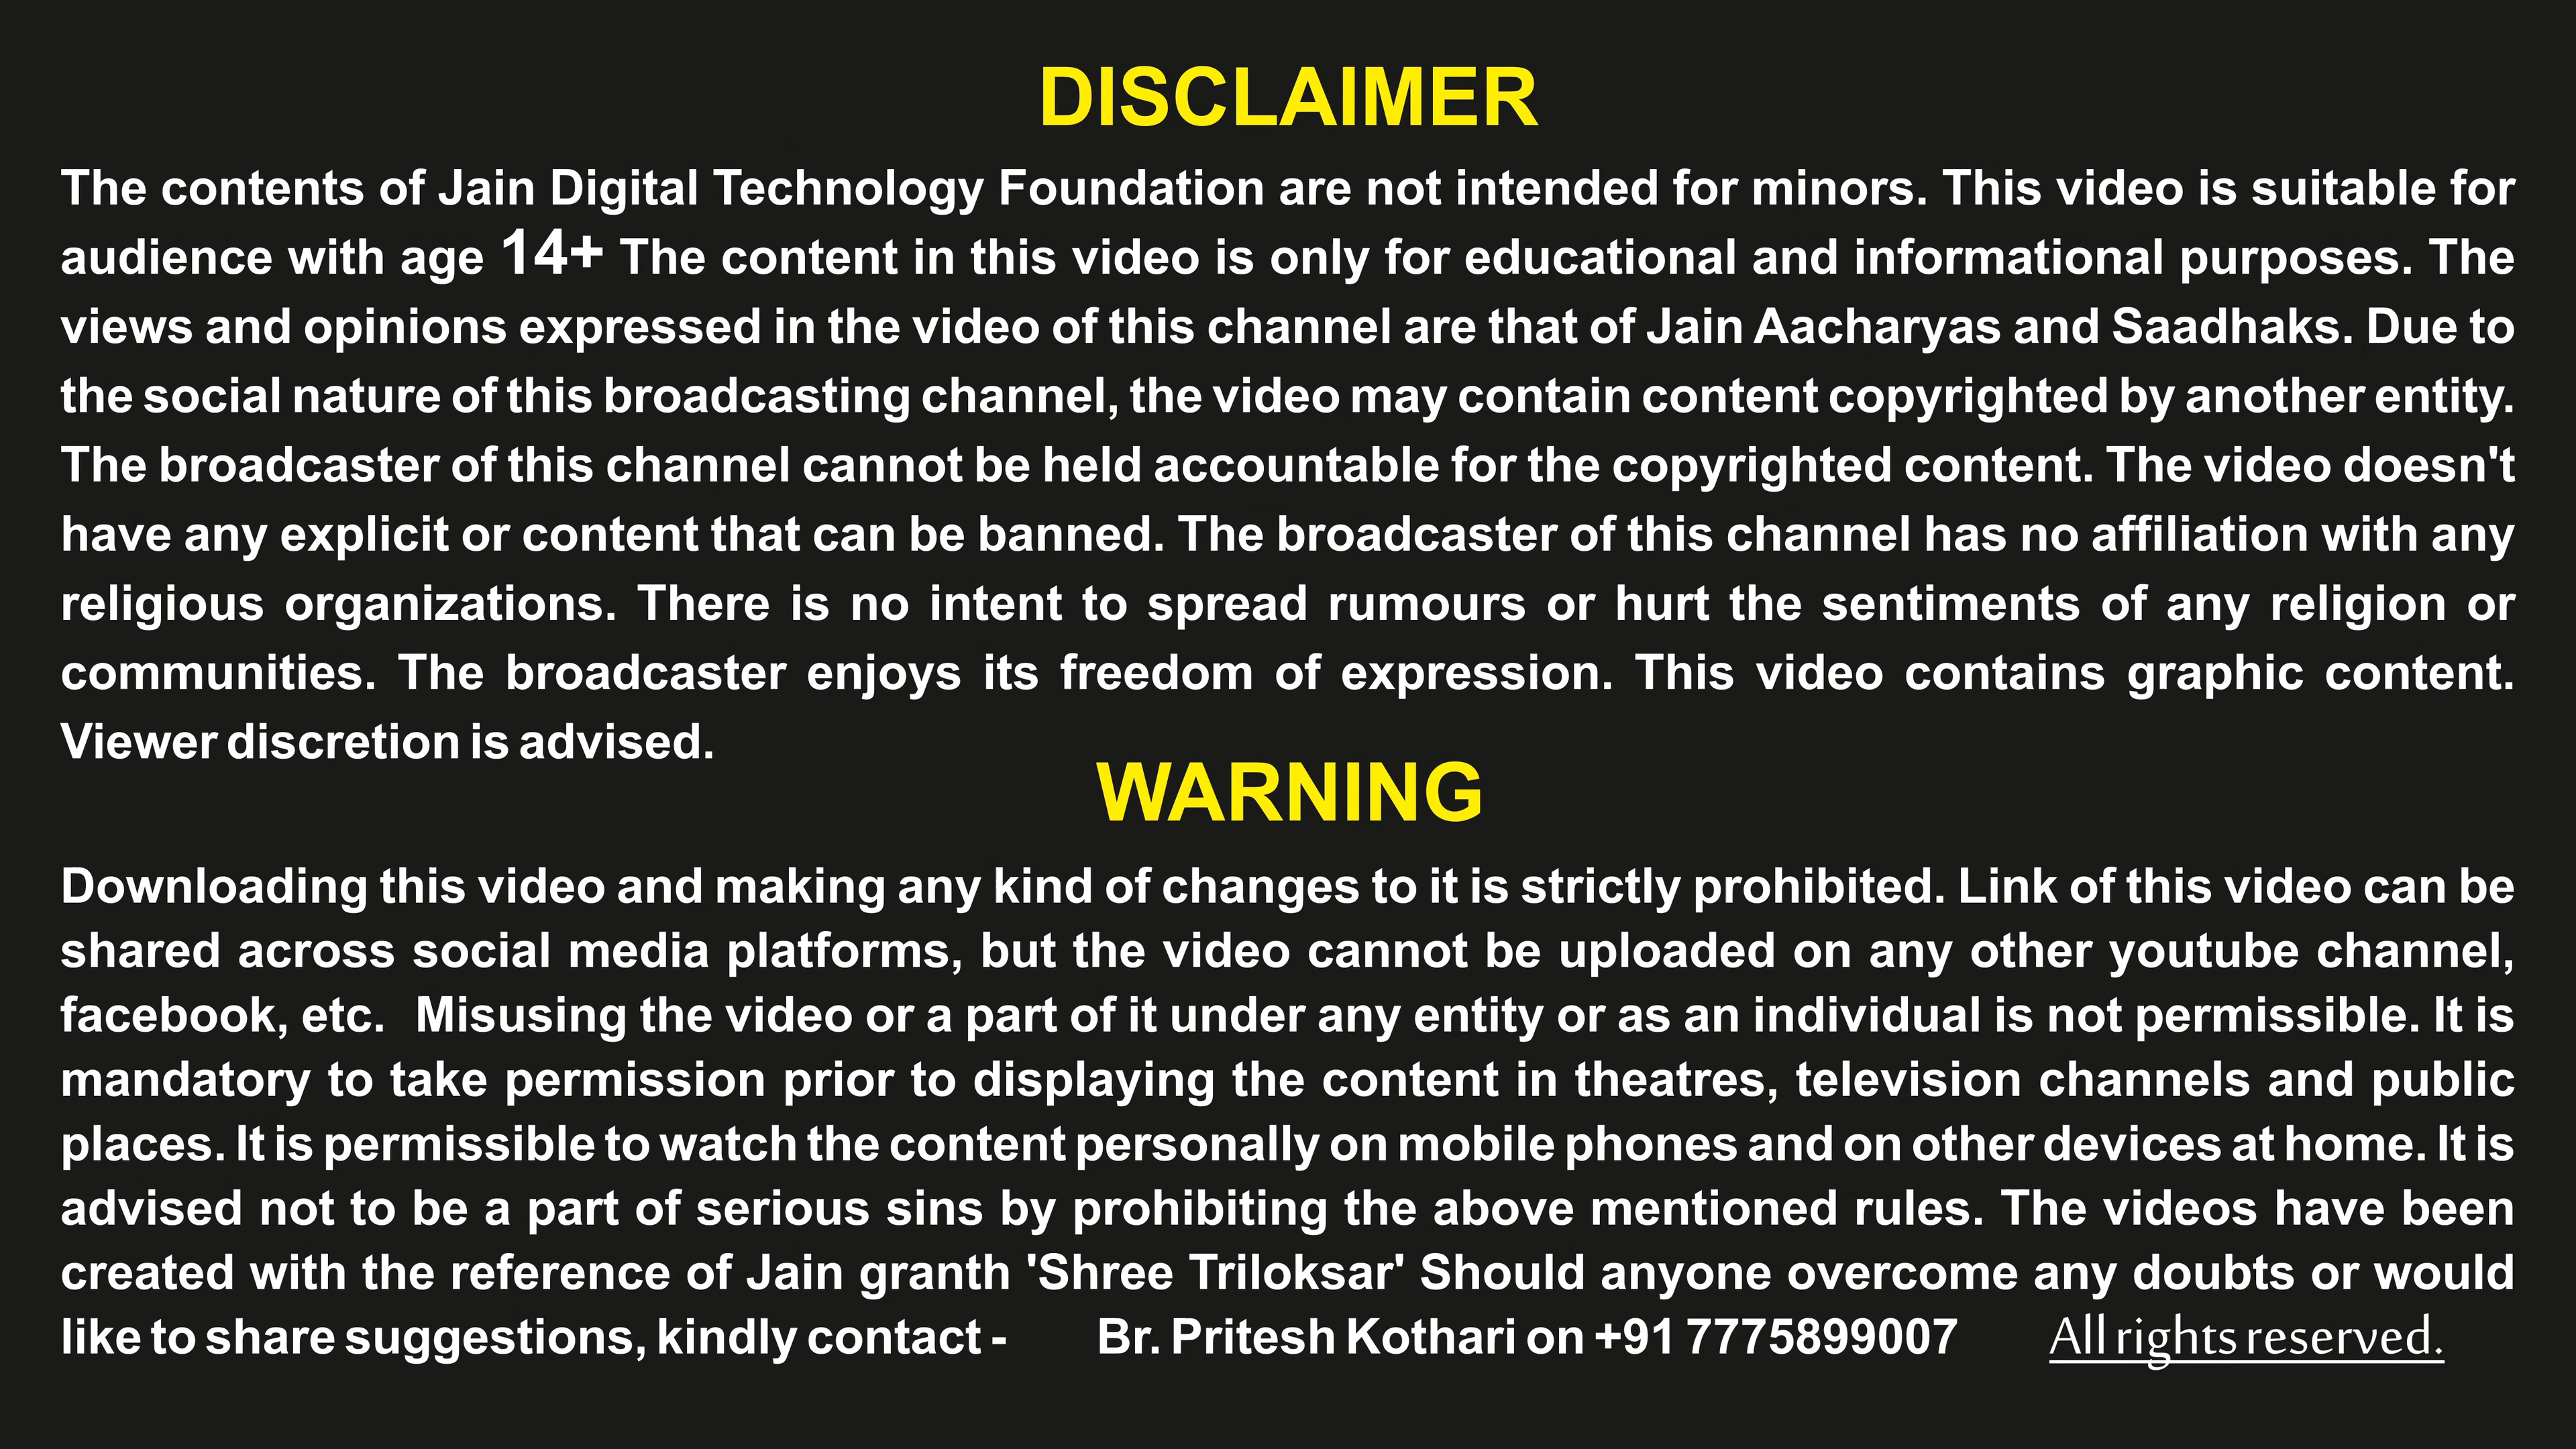 DISCLAIMER
The contents of Jain Digital Technology Foundation are not intended for minors. This video is suitable for
audience with age 14+ The content in this video is only for educational and informational purposes. The
views and opinions expressed in the video of this channel are that of Jain Aacharyas and Saadhaks. Due to
the social nature of this broadcasting channel, the video may contain content copyrighted by another entity.
The broadcaster of this channel cannot be held accountable for the copyrighted content. The video doesn't
have any explicit or content that can be banned. The broadcaster of this channel has no affiliation with any
religious organizations. There is no intent to spread rumours or hurt the sentiments of any religion or
communities. The broadcaster enjoys its freedom of expression. This video contains graphic content.
Viewer discretion is advised.
WARNING
Downloading this video and making any kind of changes to it is strictly prohibited. Link of this video can be
shared across social media platforms, but the video cannot be uploaded on any other youtube channel,
facebook, etc. Misusing the video or a part of it under any entity or as an individual is not permissible. It is
mandatory to take permission prior to displaying the content in theatres, television channels and public
places. It is permissible to watch the content personally on mobile phones and on other devices at home. It is
advised not to be a part of serious sins by prohibiting the above mentioned rules. The videos have been
created with the reference of Jain granth 'Shree Triloksar' Should anyone overcome any doubts or would
like to share suggestions, kindly contact - Br. Pritesh Kothari on +91 7775899007 All rights reserved.